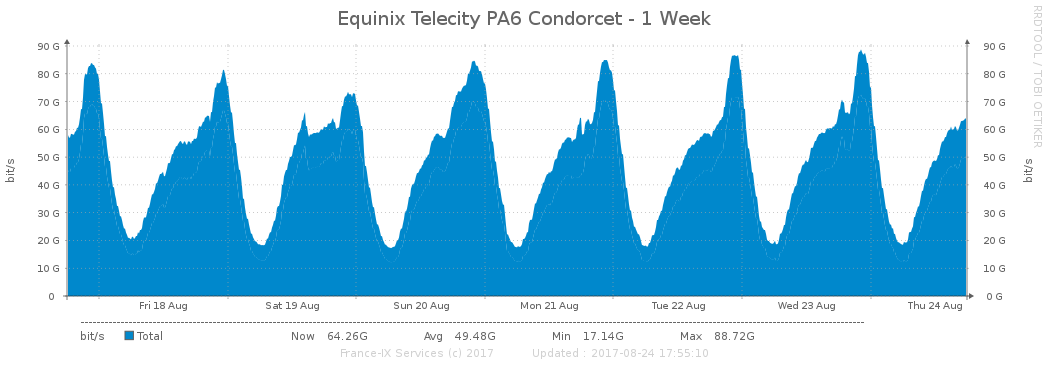 Equinix Telecity PA6 Condorcet - 1 Week
RRDTOOL / TOBI OETIKER
bit/s
90 G
80 G
70 G
60 G
50 G
40 G
30 G
20 G
10 G
0
90 G
80 G
70 G
60 G
50 G
40 G
30 G
20 G
10 G
0 G
bit/s
Fri 18 Aug Sat 19 Aug Sun 20 Aug Mon 21 Aug Tue 22 Aug Wed 23 Aug Thu 24 Aug
bit/s Total Now 64.26G Avg 49.48G Min 17.14G Max 88.72G
France-IX Services (c) 2017 Updated : 2017-08-24 17:55:10